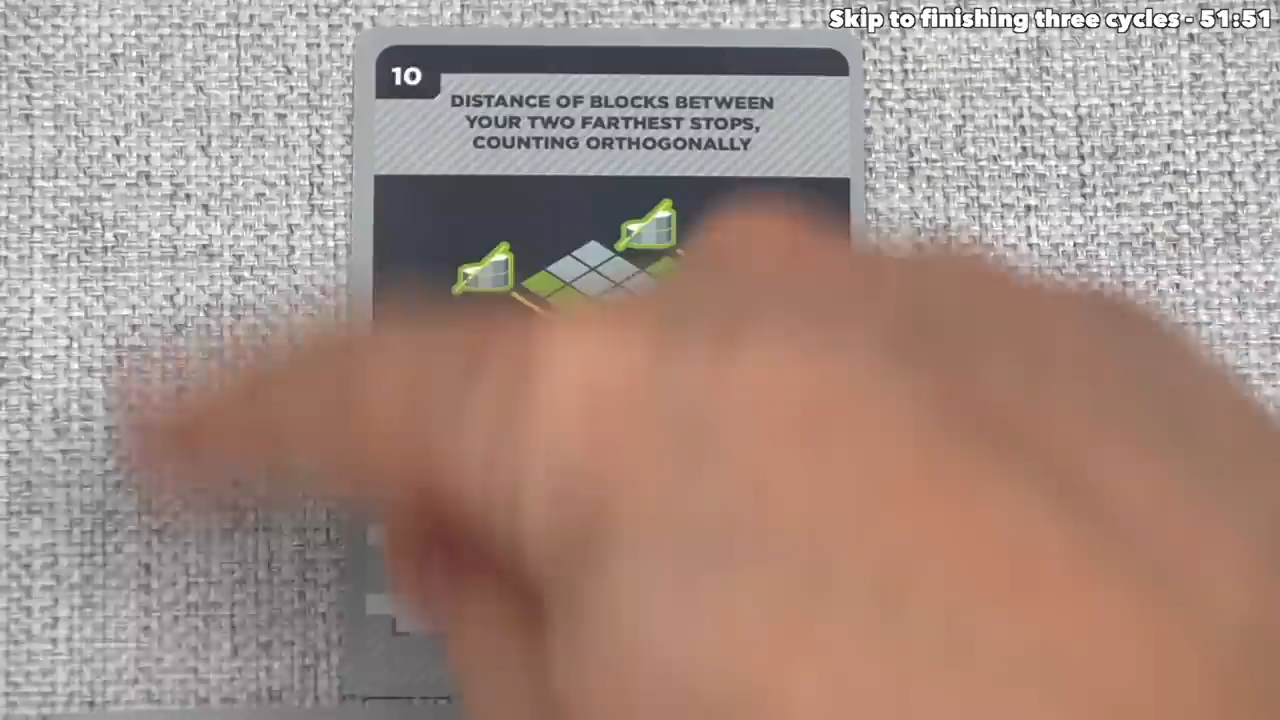 Skip to finishing three cycles - 51:51
10
DISTANCE OF BLOCKS BETWEEN
YOUR TWO FARTHEST STOPS,
COUNTING ORTHOGONALLY